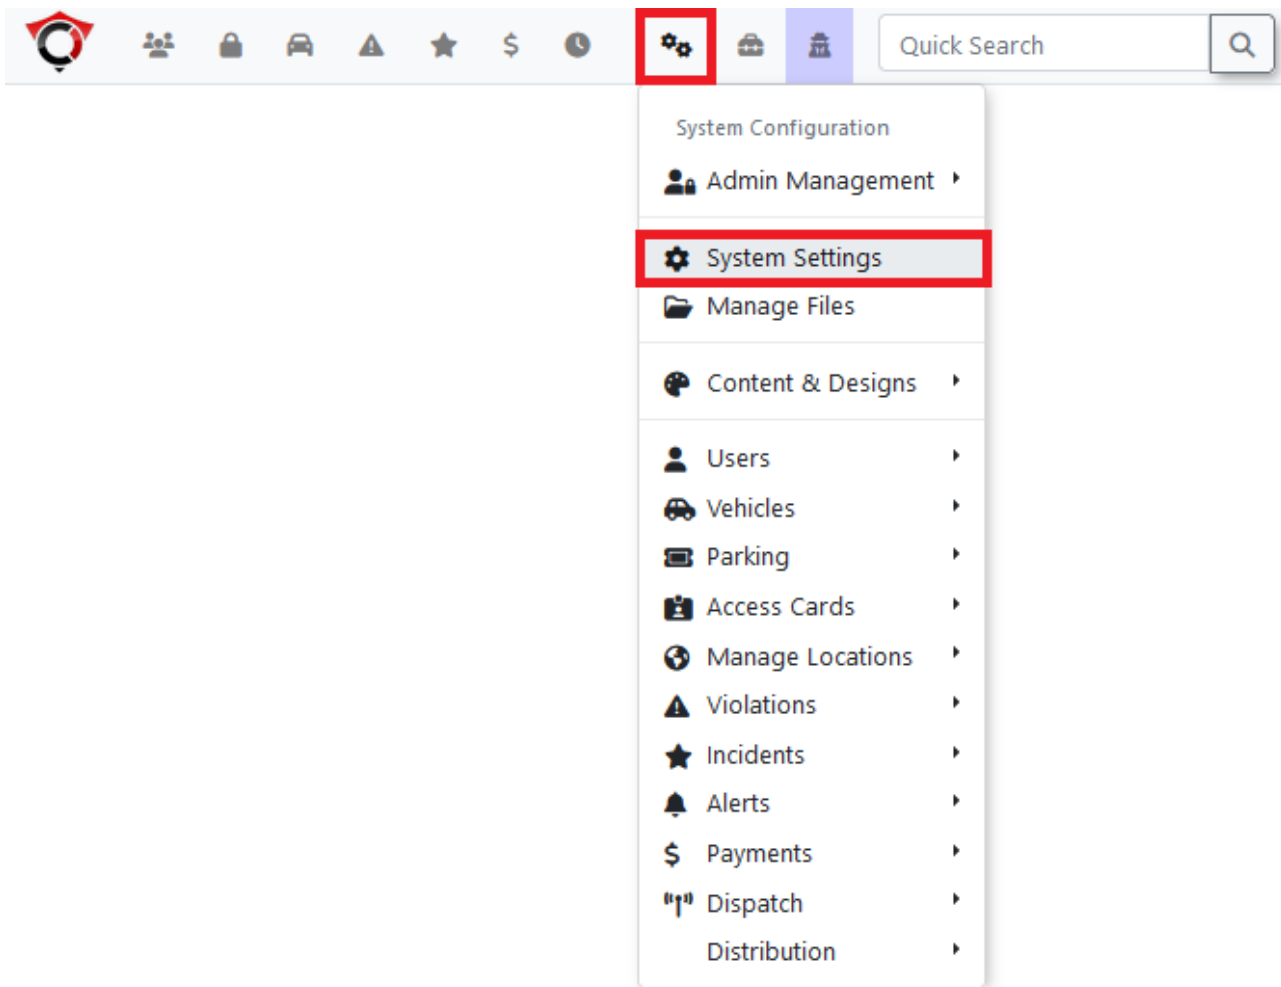 Quick Search
System Configuration
Admin Management
System Settings
Manage Files
Content & Designs
Users
Vehicles
Parking
Access Cards
Manage Locations
Violations
Incidents
Alerts
$ Payments
Dispatch
Distribution